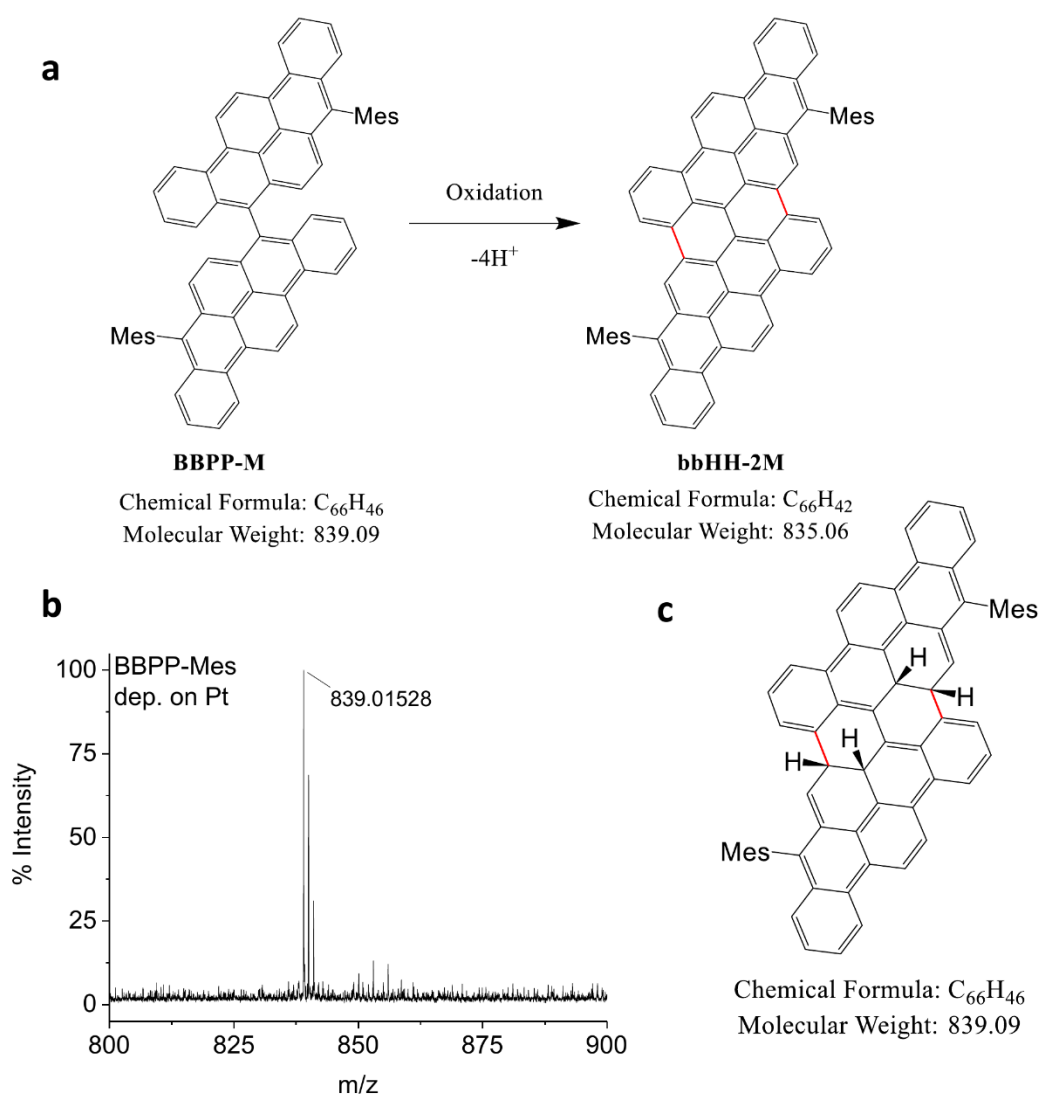 a
Mes
Mes
Oxidation
-4H⁺
Mes
Mes
BBPP-M
Chemical Formula: C₆₆H₄₆
Molecular Weight: 839.09
bbHH-2M
Chemical Formula: C₆₆H₄₂
Molecular Weight: 835.06
b
BBPP-Mes
dep. on Pt
839.01528
100
75
50
25
0
% Intensity
800 825 850 875 900
m/z
c
Mes
H
H
H
H
Mes
Chemical Formula: C₆₆H₄₆
Molecular Weight: 839.09